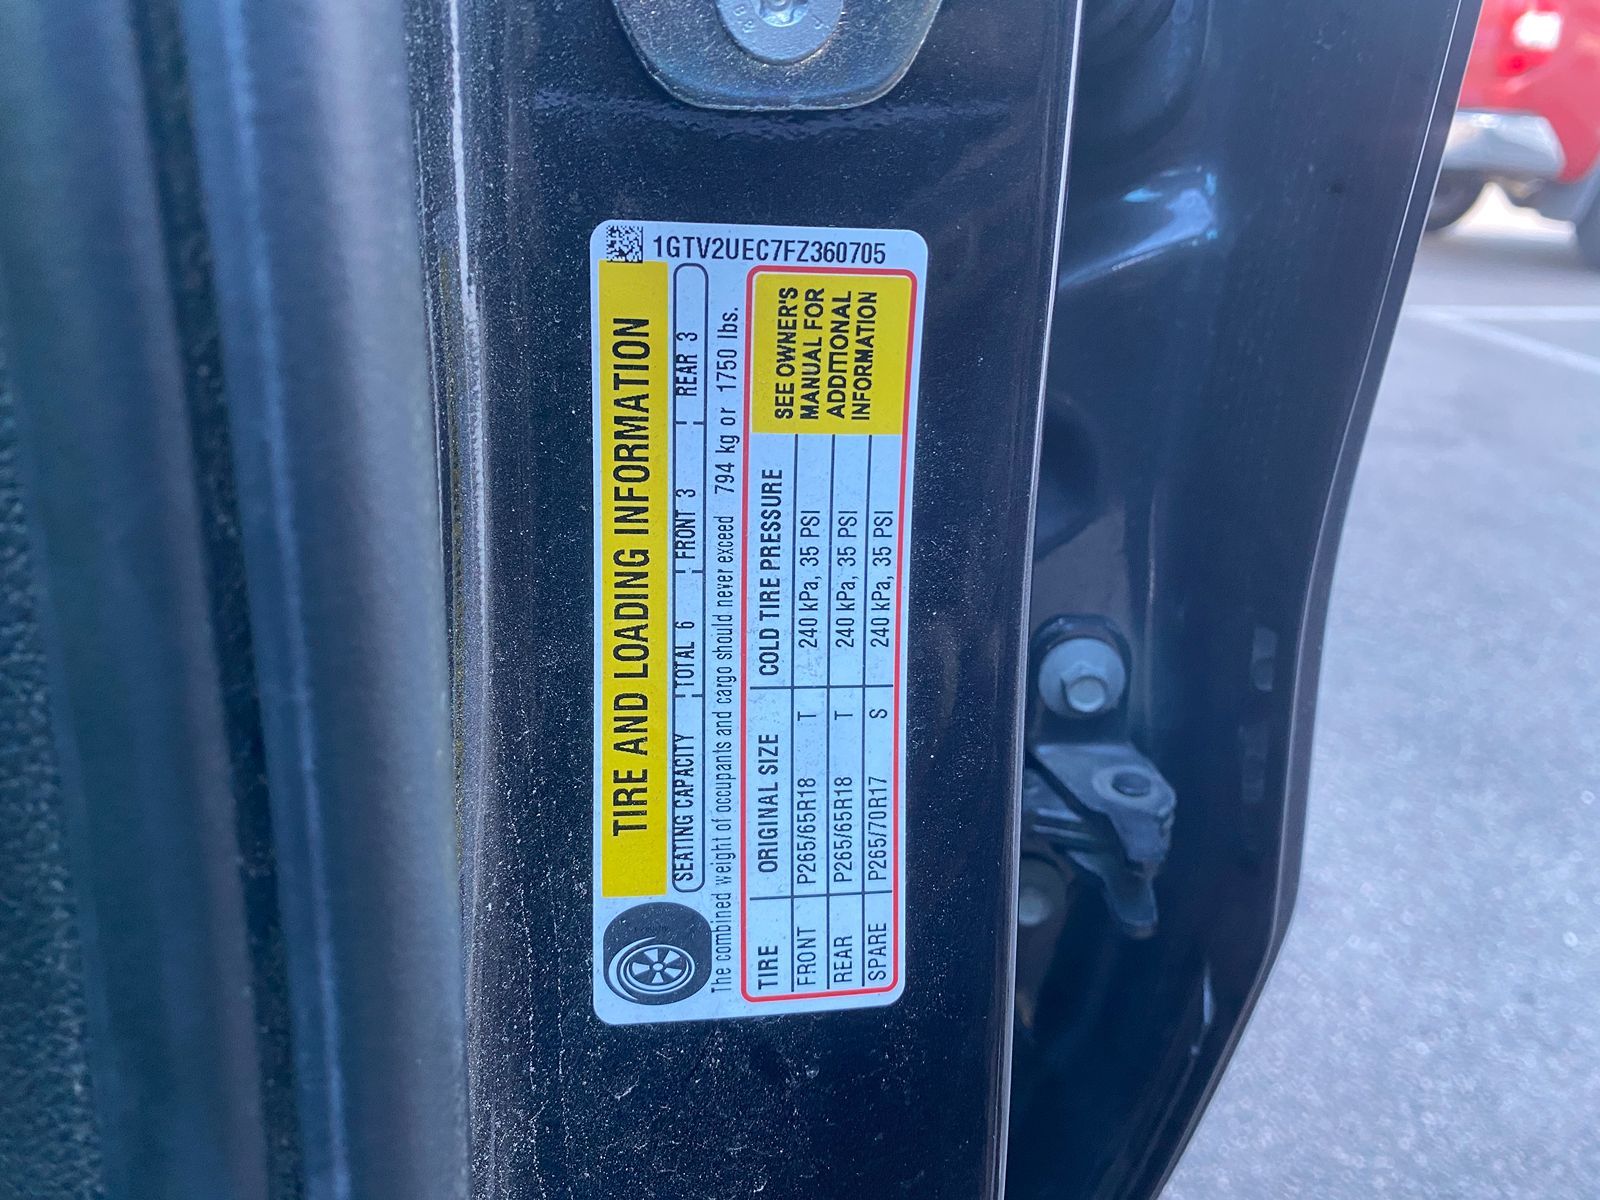 1GTV2UEC7FZ360705
TIRE AND LOADING INFORMATION
SEATING CAPACITY TOTAL 6 FRONT 3 REAR 3
The combined weight of occupants and cargo should never exceed 794 kg or 1750 lbs.
TIRE ORIGINAL SIZE COLD TIRE PRESSURE
FRONT P265/65R18 T 240 kPa, 35 PSI
REAR P265/65R18 T 240 kPa, 35 PSI
SPARE P265/70R17 S 240 kPa, 35 PSI
SEE OWNER'S
MANUAL FOR
ADDITIONAL
INFORMATION